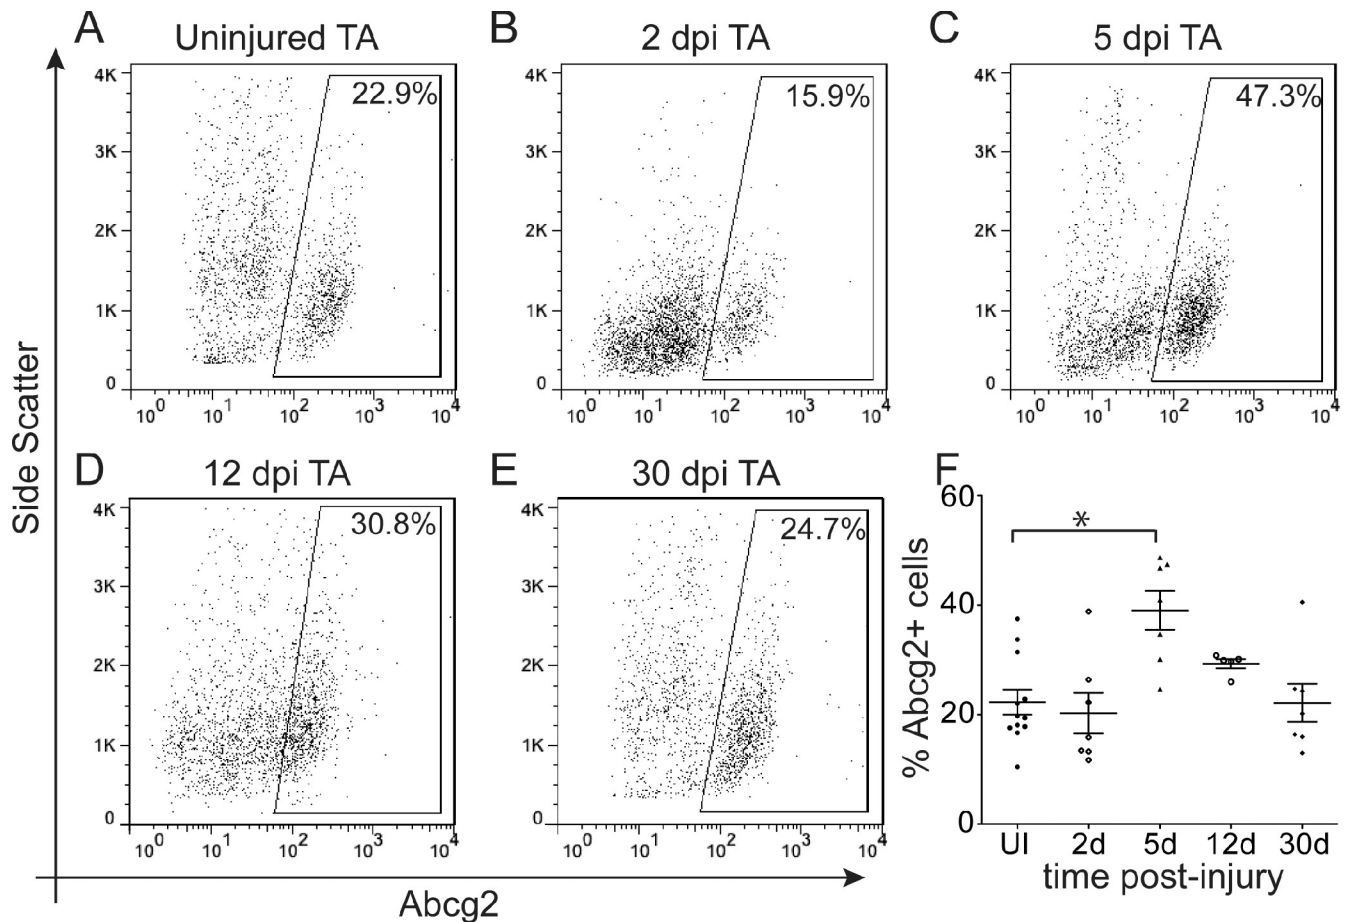 A
Uninjured TA
22.9%
4K
3K
2K
1K
0
10^0 10^1 10^2 10^3 10^4
B
2 dpi TA
15.9%
4K
3K
2K
1K
0
10^0 10^1 10^2 10^3 10^4
C
5 dpi TA
47.3%
4K
3K
2K
1K
0
10^0 10^1 10^2 10^3 10^4
D
12 dpi TA
30.8%
4K
3K
2K
1K
0
10^0 10^1 10^2 10^3 10^4
E
30 dpi TA
24.7%
4K
3K
2K
1K
0
10^0 10^1 10^2 10^3 10^4
Side Scatter
Abcg2
F
*
60
40
20
0
% Abcg2+ cells
UI 2d 5d 12d 30d
time post-injury